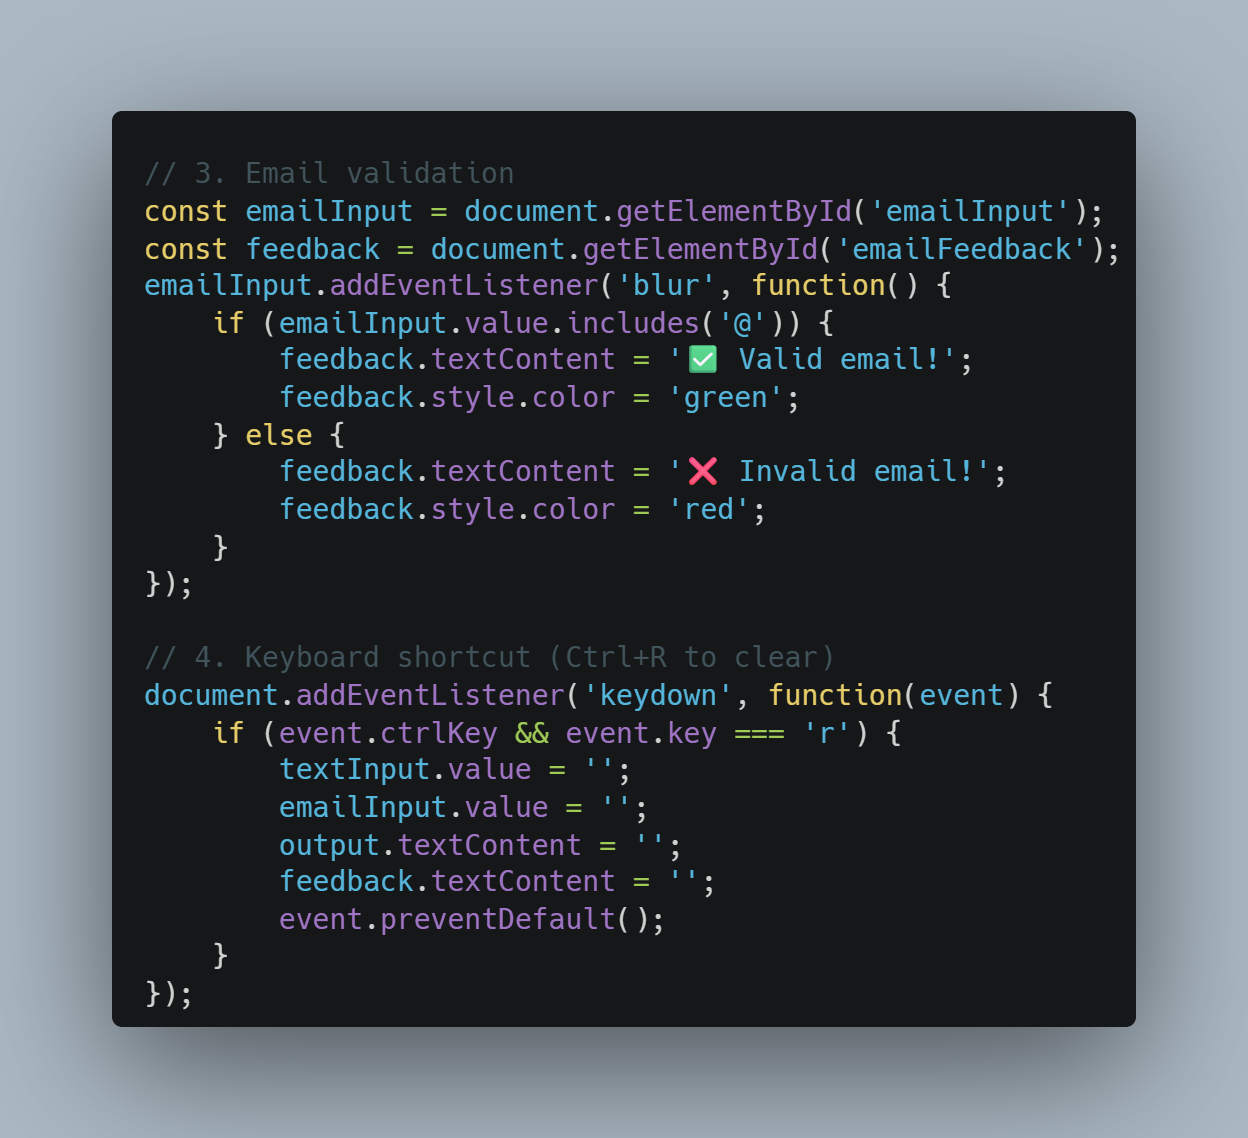 // 3. Email validation
const emailInput = document.getElementById('emailInput');
const feedback = document.getElementById('emailFeedback');
emailInput.addEventListener('blur', function() {
    if (emailInput.value.includes('@')) {
        feedback.textContent = '✅ Valid email!';
        feedback.style.color = 'green';
    } else {
        feedback.textContent = '❌ Invalid email!';
        feedback.style.color = 'red';
    }
});

// 4. Keyboard shortcut (Ctrl+R to clear)
document.addEventListener('keydown', function(event) {
    if (event.ctrlKey && event.key === 'r') {
        textInput.value = '';
        emailInput.value = '';
        output.textContent = '';
        feedback.textContent = '';
        event.preventDefault();
    }
});